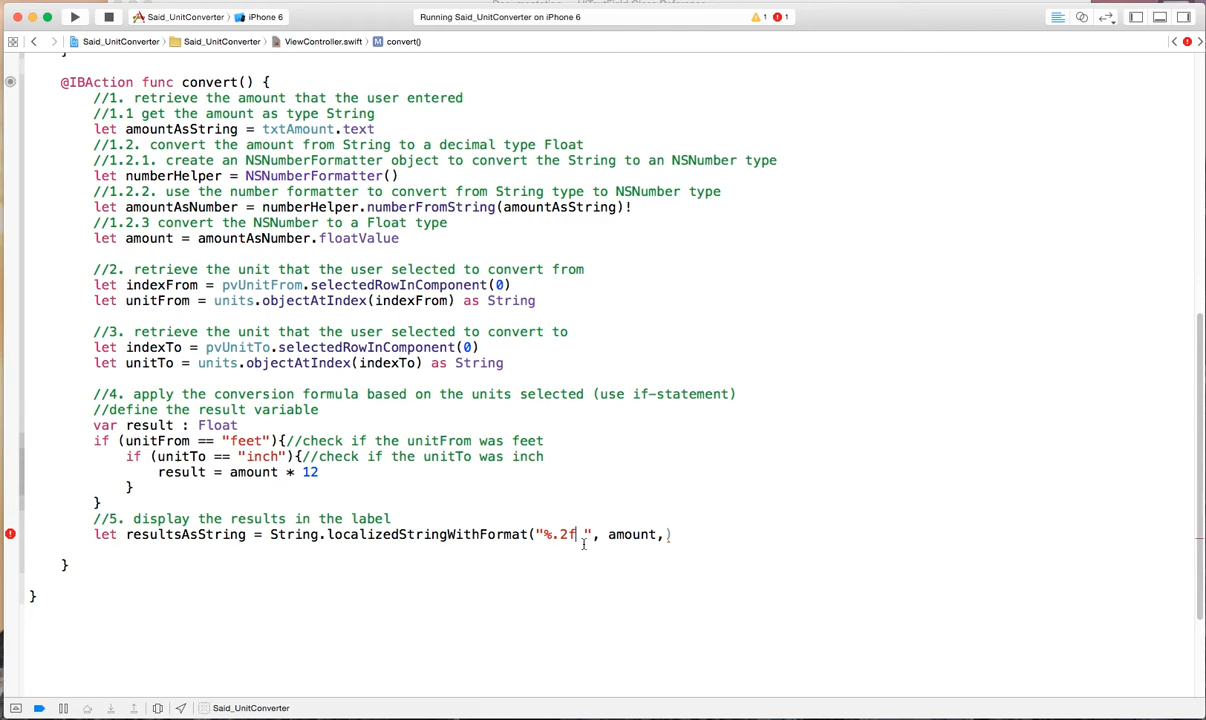 Said_UnitConverter iPhone 6 Running Said_UnitConverter on iPhone 6 1 1
Said_UnitConverter Said_UnitConverter ViewController.swift M convert()
@IBAction func convert() {
//1. retrieve the amount that the user entered
//1.1 get the amount as type String
let amountAsString = txtAmount.text
//1.2. convert the amount from String to a decimal type Float
//1.2.1. create an NSNumberFormatter object to convert the String to an NSNumber type
let numberHelper = NSNumberFormatter()
//1.2.2. use the number formatter to convert from String type to NSNumber type
let amountAsNumber = numberHelper.numberFromString(amountAsString)!
//1.2.3 convert the NSNumber to a Float type
let amount = amountAsNumber.floatValue
//2. retrieve the unit that the user selected to convert from
let indexFrom = pvUnitFrom.selectedRowInComponent(0)
let unitFrom = units.objectAtIndex(indexFrom) as String
//3. retrieve the unit that the user selected to convert to
let indexTo = pvUnitTo.selectedRowInComponent(0)
let unitTo = units.objectAtIndex(indexTo) as String
//4. apply the conversion formula based on the units selected (use if-statement)
//define the result variable
var result : Float
if (unitFrom == "feet"){//check if the unitFrom was feet
if (unitTo == "inch"){//check if the unitTo was inch
result = amount * 12
}
}
//5. display the results in the label
let resultsAsString = String.localizedStringWithFormat("%.2f ", amount,)
}
}
Said_UnitConverter